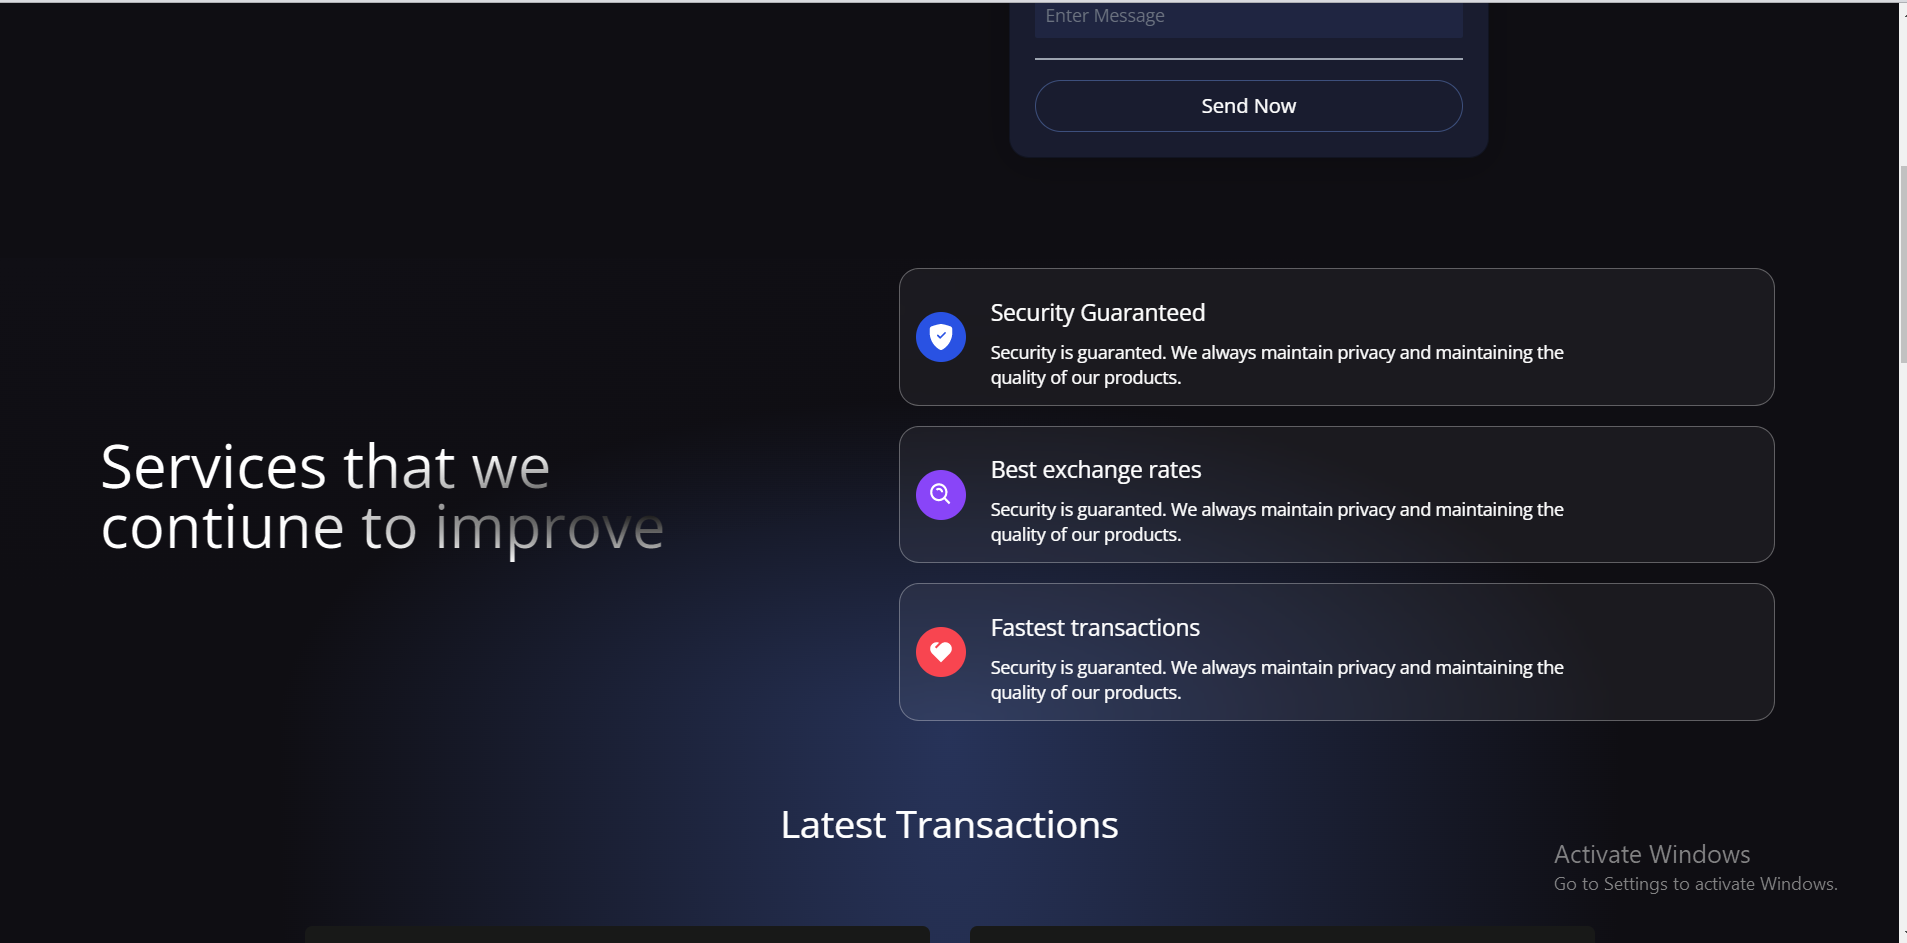 Enter Message
Send Now
Services that we
contiune to improve
Security Guaranteed
Security is guaranted. We always maintain privacy and maintaining the
quality of our products.
Best exchange rates
Security is guaranted. We always maintain privacy and maintaining the
quality of our products.
Fastest transactions
Security is guaranted. We always maintain privacy and maintaining the
quality of our products.
Latest Transactions
Activate Windows
Go to Settings to activate Windows.